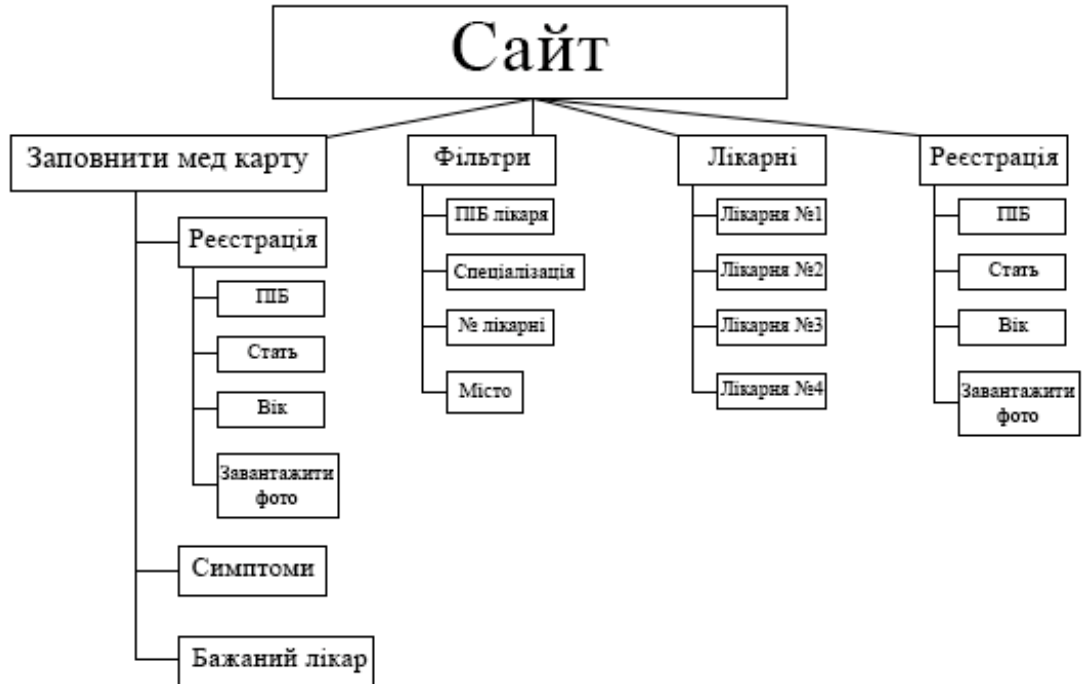 Сайт
Заповнити мед карту
Фільтри
Лікарні
Реєстрація
Реєстрація
ПІБ
Стать
Вік
Завантажити
фото
Симптоми
Бажаний лікар
ПІБ лікаря
Спеціалізація
№ лікарні
Місто
Лікарня №1
Лікарня №2
Лікарня №3
Лікарня №4
ПІБ
Стать
Вік
Завантажити
фото